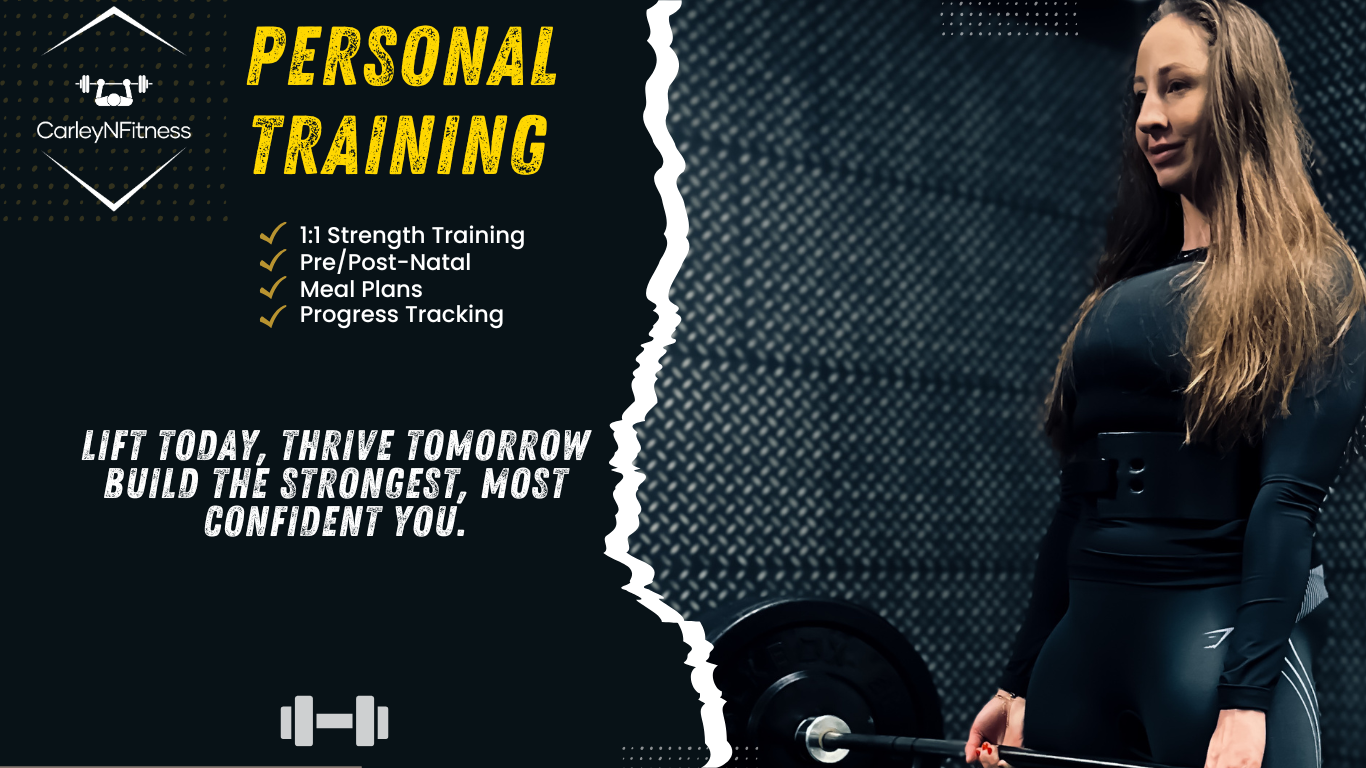 CarleyNFitness
PERSONAL
TRAINING
1:1 Strength Training
Pre/Post-Natal
Meal Plans
Progress Tracking
LIFT TODAY, THRIVE TOMORROW
BUILD THE STRONGEST, MOST
CONFIDENT YOU.